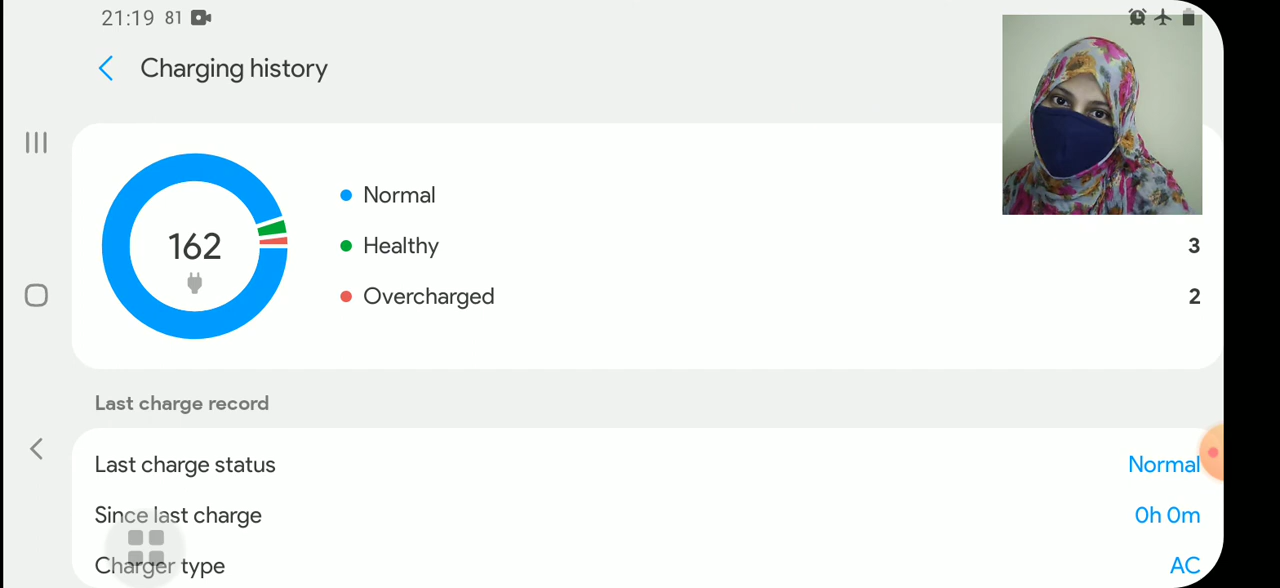 21:19 81
Charging history
162
Normal
Healthy 3
Overcharged 2
Last charge record
Last charge status Normal
Since last charge 0h 0m
Charger type AC